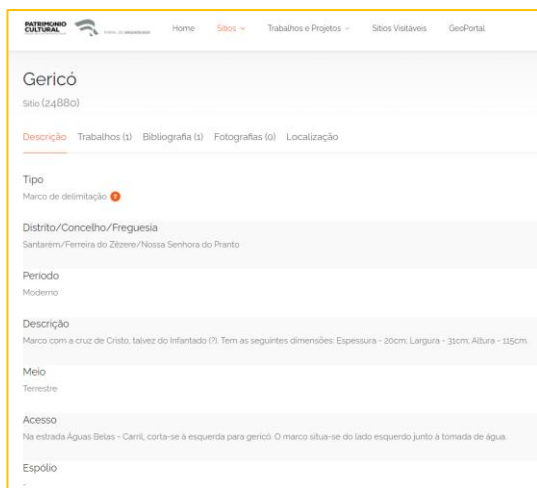 PATRIMÓNIO
CULTURAL
Home Sítios Trabalhos e Projetos Sítios Visitáveis GeoPortal
Gericó
Sítio (24880)
Descrição Trabalhos (1) Bibliografia (1) Fotografias (0) Localização
Tipo
Marco de delimitação ?
Distrito/Concelho/Freguesia
Santarém/Ferreira do Zêzere/Nossa Senhora do Pranto
Período
Moderno
Descrição
Marco com a cruz de Cristo, talvez do Infantado (?). Tem as seguintes dimensões: Espessura - 20cm; Largura - 31cm; Altura - 115cm.
Meio
Terrestre
Acesso
Na estrada Águas Belas - Carril, corta-se à esquerda para gericó. O marco situa-se do lado esquerdo junto à tomada de água.
Espólio
-